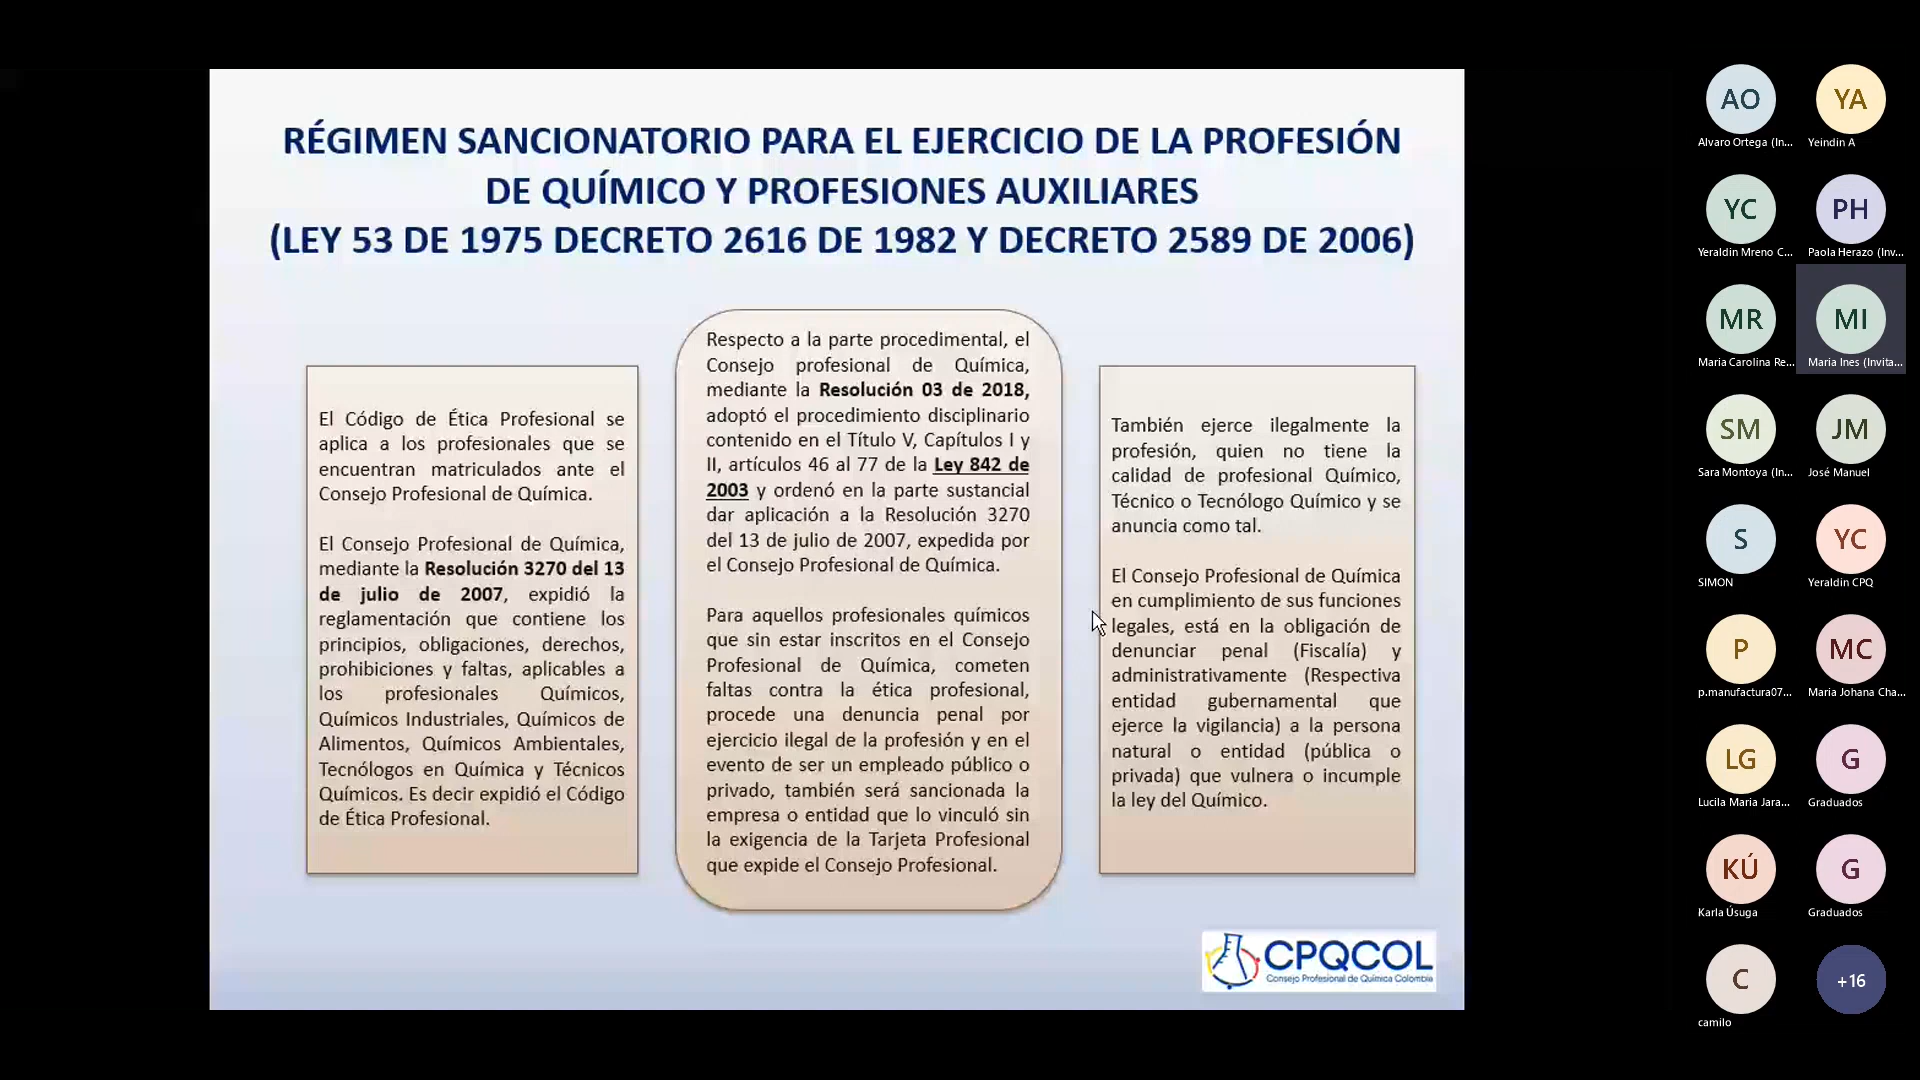 RÉGIMEN SANCIONATORIO PARA EL EJERCICIO DE LA PROFESIÓN
DE QUÍMICO Y PROFESIONES AUXILIARES
(LEY 53 DE 1975 DECRETO 2616 DE 1982 Y DECRETO 2589 DE 2006)
El Código de Ética Profesional se
aplica a los profesionales que se
encuentran matriculados ante el
Consejo Profesional de Química.
El Consejo Profesional de Química,
mediante la Resolución 3270 del 13
de julio de 2007, expidió la
reglamentación que contiene los
principios, obligaciones, derechos,
prohibiciones y faltas, aplicables a
los profesionales Químicos,
Químicos Industriales, Químicos de
Alimentos, Químicos Ambientales,
Tecnólogos en Química y Técnicos
Químicos. Es decir expidió el Código
de Ética Profesional.
Respecto a la parte procedimental, el
Consejo profesional de Química,
mediante la Resolución 03 de 2018,
adoptó el procedimiento disciplinario
contenido en el Título V, Capítulos I y
II, artículos 46 al 77 de la Ley 842 de
2003 y ordenó en la parte sustancial
dar aplicación a la Resolución 3270
del 13 de julio de 2007, expedida por
el Consejo Profesional de Química.
Para aquellos profesionales químicos
que sin estar inscritos en el Consejo
Profesional de Química, cometen
faltas contra la ética profesional,
procede una denuncia penal por
ejercicio ilegal de la profesión y en el
evento de ser un empleado público o
privado, también será sancionada la
empresa o entidad que lo vinculó sin
la exigencia de la Tarjeta Profesional
que expide el Consejo Profesional.
También ejerce ilegalmente la
profesión, quien no tiene la
calidad de profesional Químico,
Técnico o Tecnólogo Químico y se
anuncia como tal.
El Consejo Profesional de Química
en cumplimiento de sus funciones
legales, está en la obligación de
denunciar penal (Fiscalía) y
administrativamente (Respectiva
entidad gubernamental que
ejerce la vigilancia) a la persona
natural o entidad (pública o
privada) que vulnera o incumple
la ley del Químico.
CPQCOL
Consejo Profesional de Química Colombia
AO
Alvaro Ortega (In...
YA
Yeindin A
YC
Yeraldin Mreno C...
PH
Paola Herazo (Inv...
MR
Maria Carolina Re...
MI
Maria Ines (Invita...
SM
Sara Montoya (In...
JM
José Manuel
S
SIMON
YC
Yeraldin CPQ
P
p.manufactura07...
MC
Maria Johana Cha...
LG
Lucila Maria Jara...
G
Graduados
KÚ
Karla Úsuga
G
Graduados
C
camilo
+16